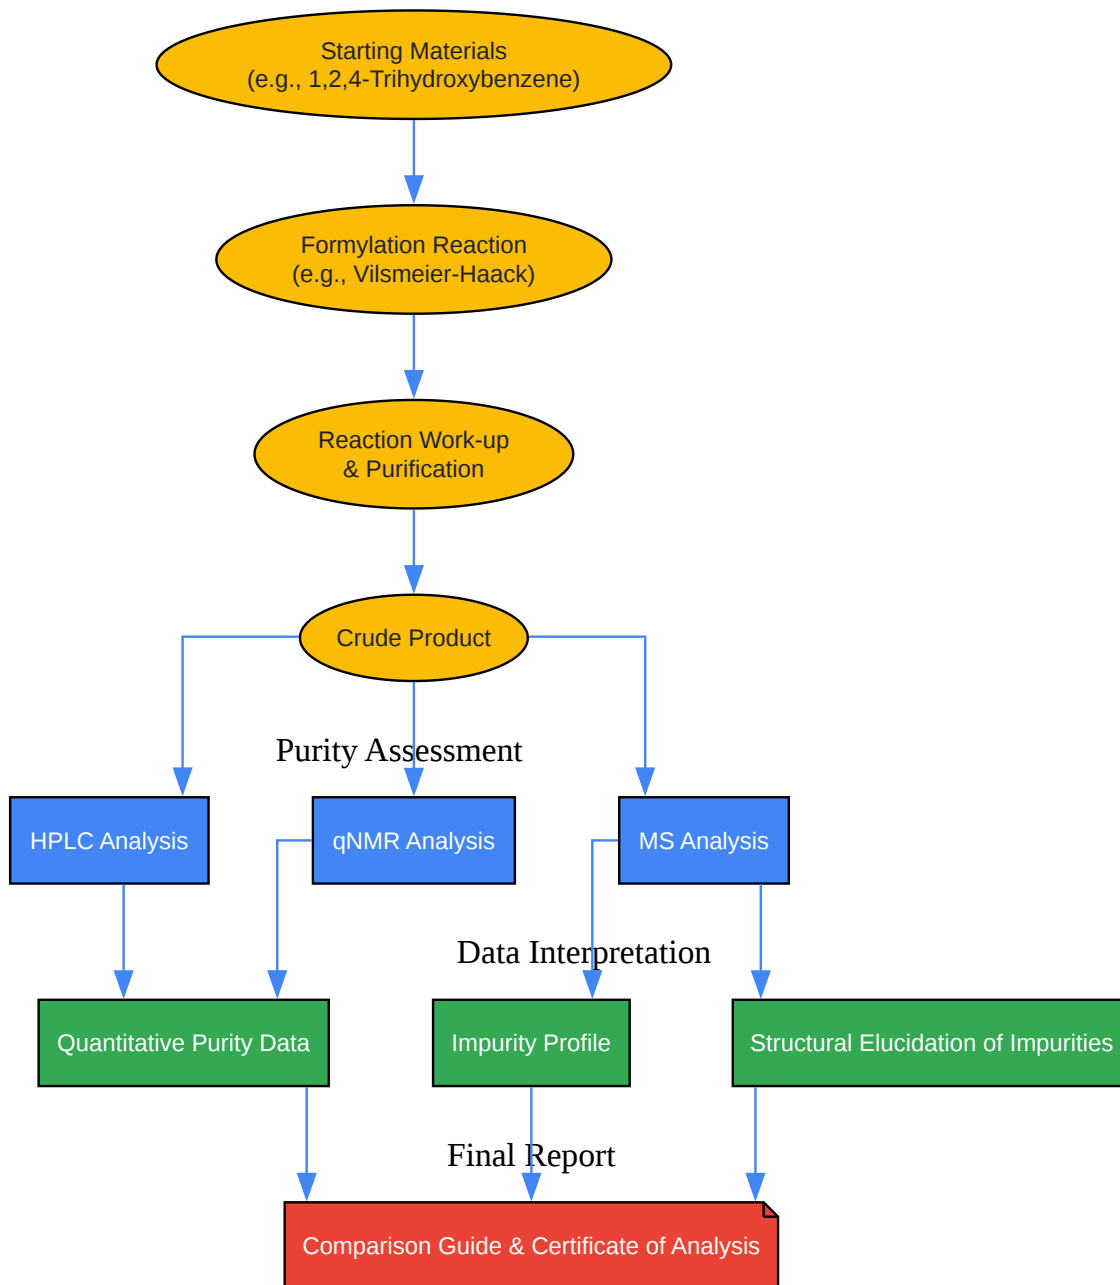 Starting Materials
(e.g., 1,2,4-Trihydroxybenzene)
Formylation Reaction
(e.g., Vilsmeier-Haack)
Reaction Work-up
& Purification
Crude Product
Purity Assessment
HPLC Analysis
qNMR Analysis
MS Analysis
Data Interpretation
Quantitative Purity Data
Impurity Profile
Structural Elucidation of Impurities
Final Report
Comparison Guide & Certificate of Analysis